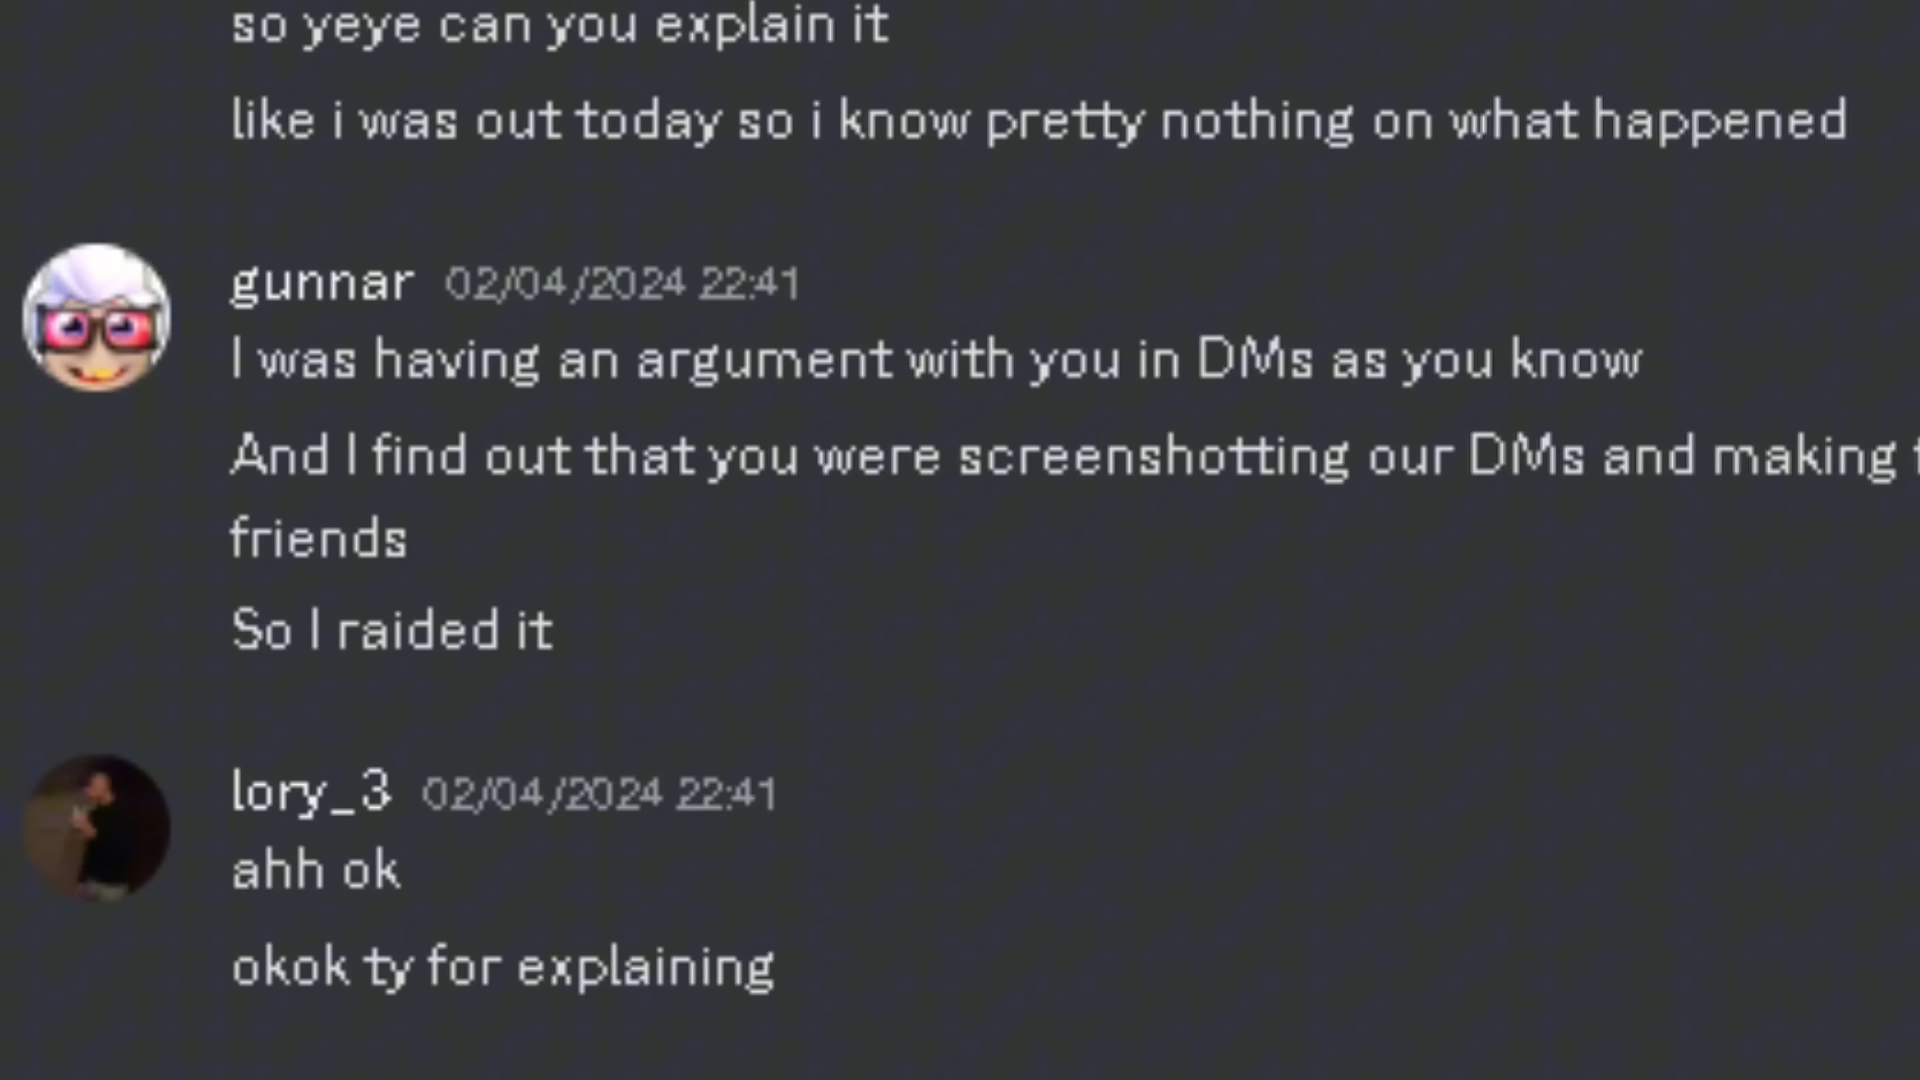 so yeye can you explain it
like i was out today so i know pretty nothing on what happened
gunnar 02/04/2024 22:41
I was having an argument with you in DMs as you know
And I find out that you were screenshotting our DMs and making
friends
So I raided it
lory_3 02/04/2024 22:41
ahh ok
okok ty for explaining